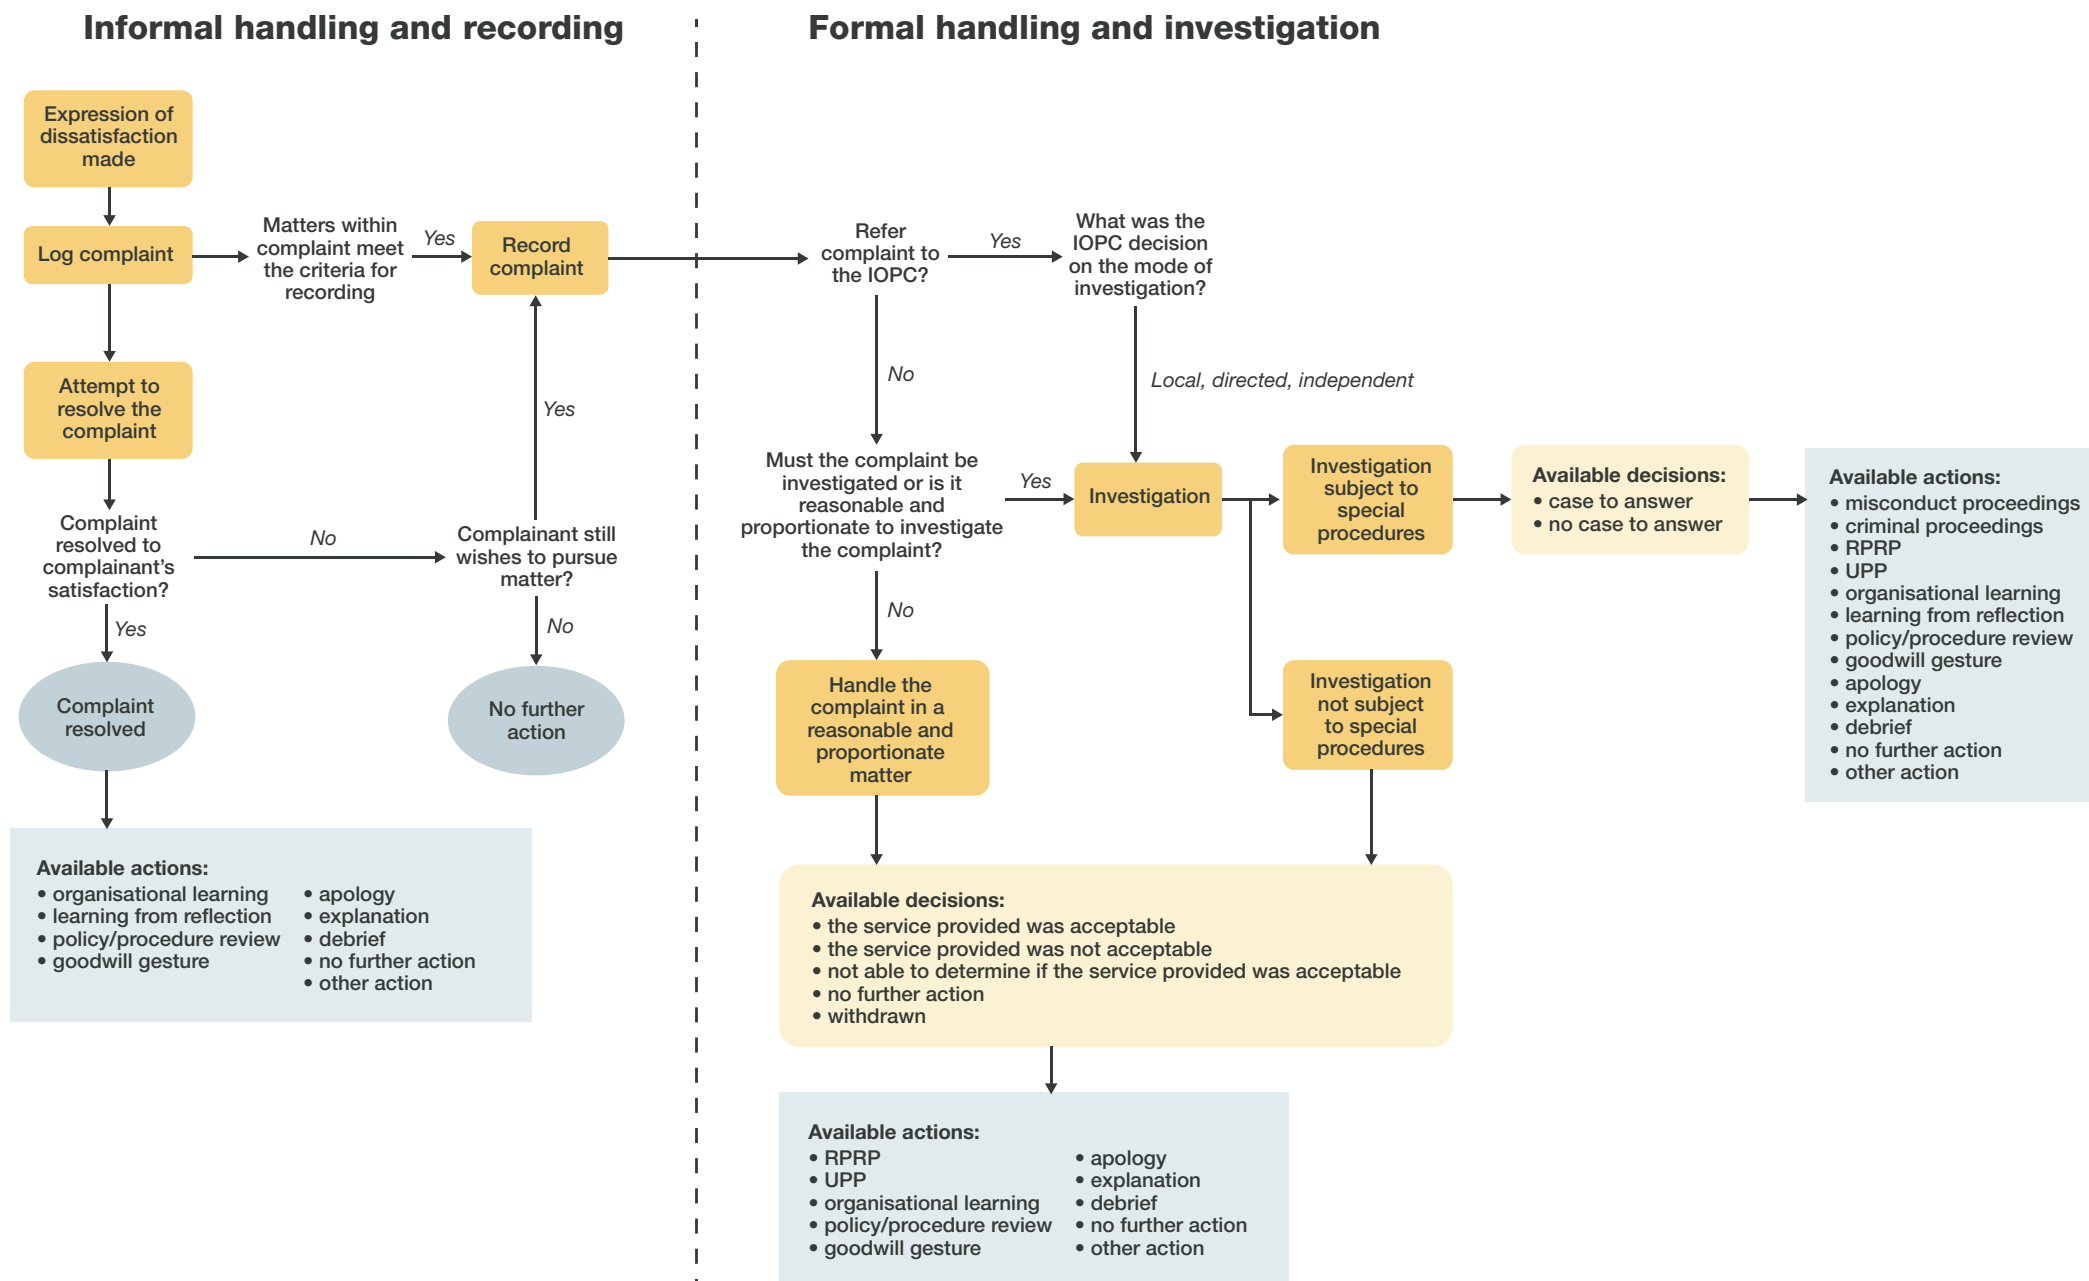 Informal handling and recording
Formal handling and investigation
Expression of
dissatisfaction
made
Log complaint
Matters within
complaint meet
the criteria for
recording
Yes
Record
complaint
Attempt to
resolve the
complaint
Yes
Complaint
resolved to
complainant's
satisfaction?
No
Complainant still
wishes to pursue
matter?
Yes
No
Complaint
resolved
No further
action
Available actions:
• organisational learning
• learning from reflection
• policy/procedure review
• goodwill gesture
• apology
• explanation
• debrief
• no further action
• other action
Refer
complaint to
the IOPC?
Yes
What was the
IOPC decision
on the mode of
investigation?
No
Local, directed, independent
Must the complaint be
investigated or is it
reasonable and
proportionate to investigate
the complaint?
Yes
Investigation
Investigation
subject to
special
procedures
Available decisions:
• case to answer
• no case to answer
Available actions:
• misconduct proceedings
• criminal proceedings
• RPRP
• UPP
• organisational learning
• learning from reflection
• policy/procedure review
• goodwill gesture
• apology
• explanation
• debrief
• no further action
• other action
No
Handle the
complaint in a
reasonable and
proportionate
matter
Investigation
not subject
to special
procedures
Available decisions:
• the service provided was acceptable
• the service provided was not acceptable
• not able to determine if the service provided was acceptable
• no further action
• withdrawn
Available actions:
• RPRP
• UPP
• organisational learning
• policy/procedure review
• goodwill gesture
• apology
• explanation
• debrief
• no further action
• other action